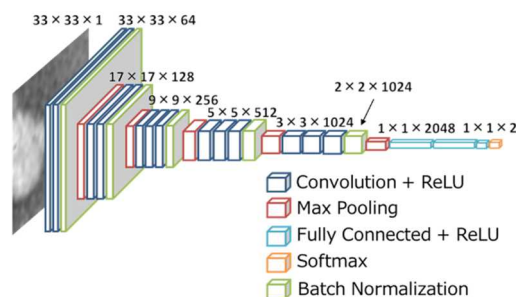 33 × 33 × 1
33 × 33 × 64
17 × 17 × 128
9 × 9 × 256
5 × 5 × 512
3 × 3 × 1024
2 × 2 × 1024
1 × 1 × 2048
1 × 1 × 2
Convolution + ReLU
Max Pooling
Fully Connected + ReLU
Softmax
Batch Normalization